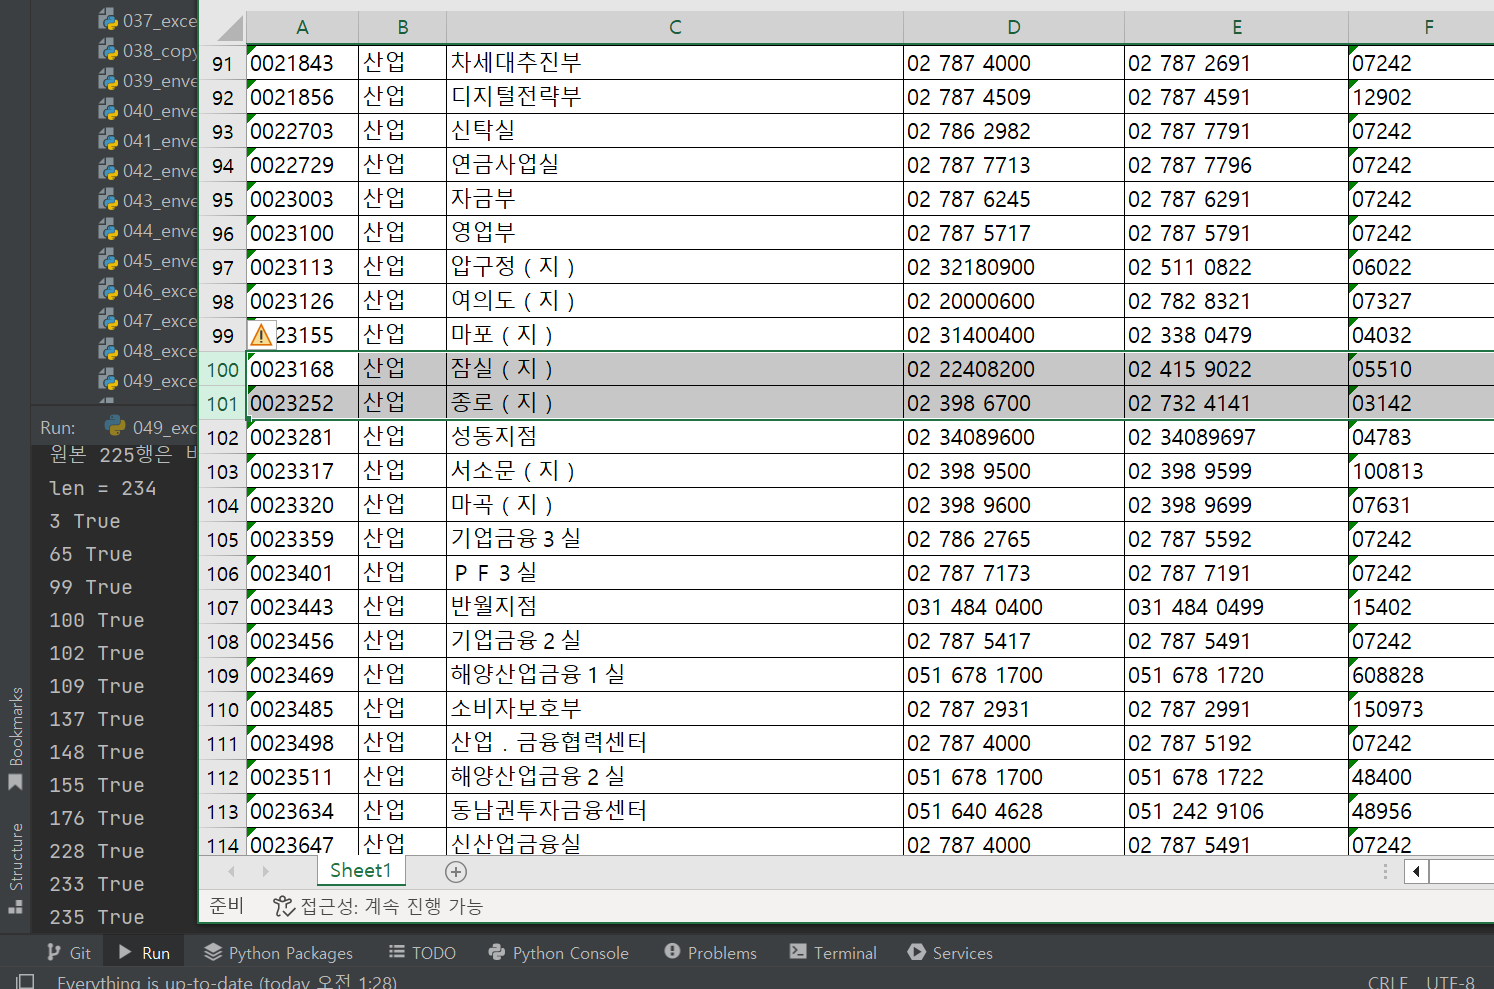 037_exce
038_copy
039_enve
040_enve
041_enve
042_enve
043_enve
044_enve
045_enve
046_exce
047_exce
048_exce
049_exce
Run: 049_exc
원본 225행은
len = 234
3 True
65 True
99 True
100 True
102 True
109 True
137 True
148 True
155 True
176 True
228 True
233 True
235 True
Bookmarks
Structure
A B C D E F
91 0021843 산업 차세대추진부 02 787 4000 02 787 2691 07242
92 0021856 산업 디지털전략부 02 787 4509 02 787 4591 12902
93 0022703 산업 신탁실 02 786 2982 02 787 7791 07242
94 0022729 산업 연금사업실 02 787 7713 02 787 7796 07242
95 0023003 산업 자금부 02 787 6245 02 787 6291 07242
96 0023100 산업 영업부 02 787 5717 02 787 5791 07242
97 0023113 산업 압구정 ( 지 ) 02 32180900 02 511 0822 06022
98 0023126 산업 여의도 ( 지 ) 02 20000600 02 782 8321 07327
99 23155 산업 마포 ( 지 ) 02 31400400 02 338 0479 04032
100 0023168 산업 잠실 ( 지 ) 02 22408200 02 415 9022 05510
101 0023252 산업 종로 ( 지 ) 02 398 6700 02 732 4141 03142
102 0023281 산업 성동지점 02 34089600 02 34089697 04783
103 0023317 산업 서소문 ( 지 ) 02 398 9500 02 398 9599 100813
104 0023320 산업 마곡 ( 지 ) 02 398 9600 02 398 9699 07631
105 0023359 산업 기업금융 3 실 02 786 2765 02 787 5592 07242
106 0023401 산업 P F 3 실 02 787 7173 02 787 7191 07242
107 0023443 산업 반월지점 031 484 0400 031 484 0499 15402
108 0023456 산업 기업금융 2 실 02 787 5417 02 787 5491 07242
109 0023469 산업 해양산업금융 1 실 051 678 1700 051 678 1720 608828
110 0023485 산업 소비자보호부 02 787 2931 02 787 2991 150973
111 0023498 산업 산업 . 금융협력센터 02 787 4000 02 787 5192 07242
112 0023511 산업 해양산업금융 2 실 051 678 1700 051 678 1722 48400
113 0023634 산업 동남권투자금융센터 051 640 4628 051 242 9106 48956
114 0023647 산업 신산업금융실 02 787 4000 02 787 5491 07242
Sheet1
준비 접근성: 계속 진행 가능
Git Run Python Packages TODO Python Console Problems Terminal Services
Everything is up-to-date (today 오전 1:28) CRLF UTF-8